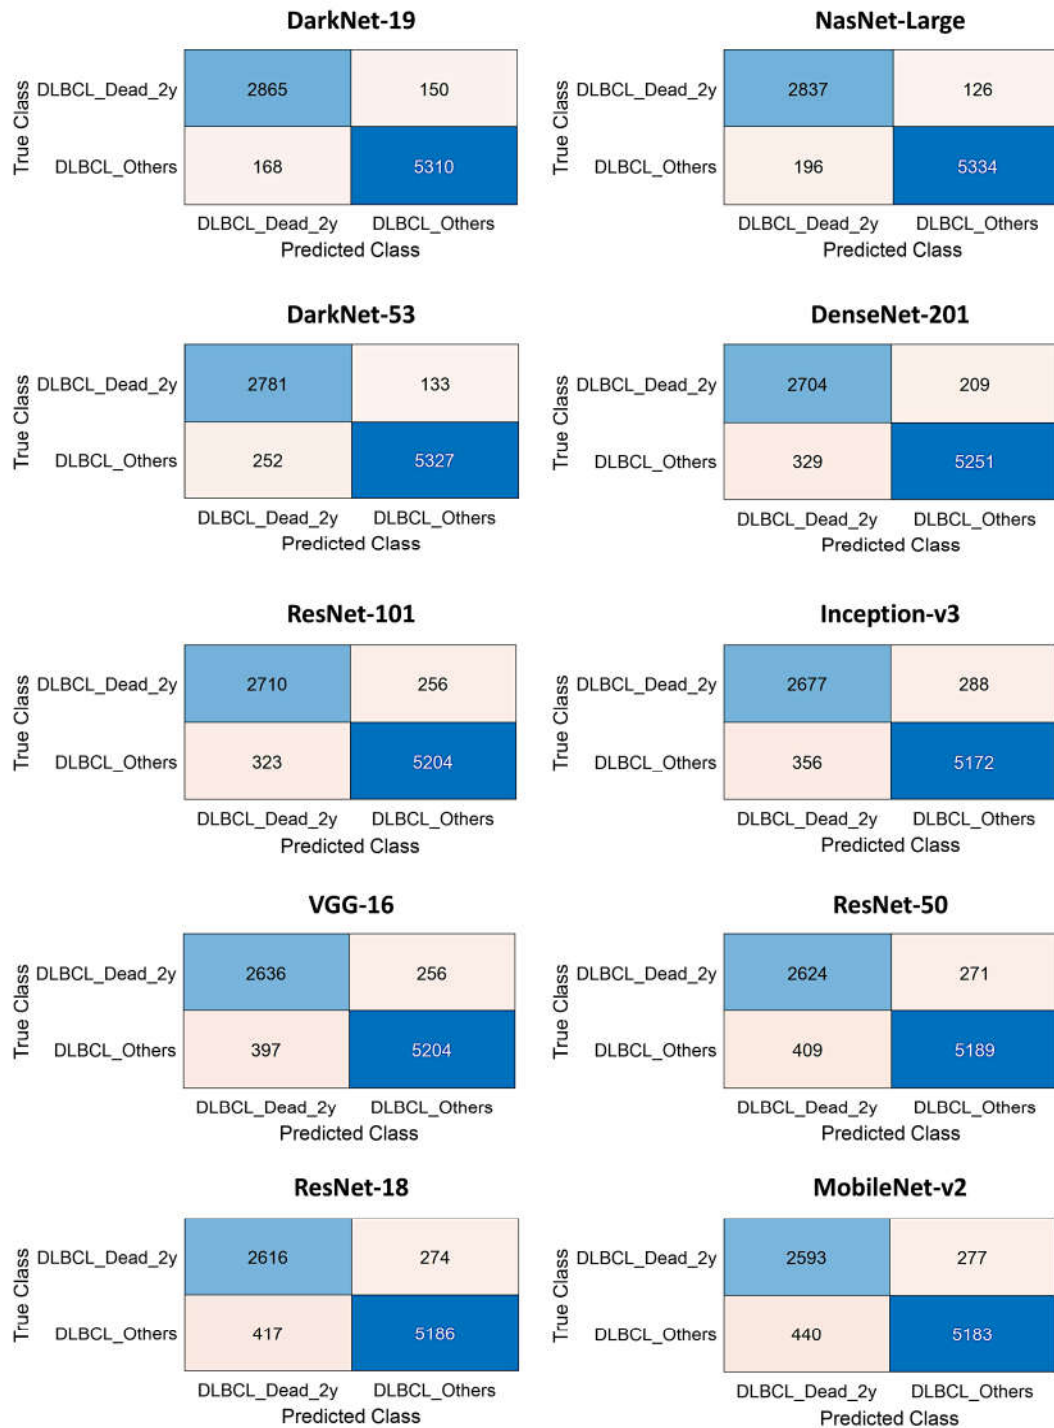 DarkNet-19
True Class
DLBCL_Dead_2y 2865 150
DLBCL_Others 168 5310
DLBCL_Dead_2y DLBCL_Others
Predicted Class
NasNet-Large
True Class
DLBCL_Dead_2y 2837 126
DLBCL_Others 196 5334
DLBCL_Dead_2y DLBCL_Others
Predicted Class
DarkNet-53
True Class
DLBCL_Dead_2y 2781 133
DLBCL_Others 252 5327
DLBCL_Dead_2y DLBCL_Others
Predicted Class
DenseNet-201
True Class
DLBCL_Dead_2y 2704 209
DLBCL_Others 329 5251
DLBCL_Dead_2y DLBCL_Others
Predicted Class
ResNet-101
True Class
DLBCL_Dead_2y 2710 256
DLBCL_Others 323 5204
DLBCL_Dead_2y DLBCL_Others
Predicted Class
Inception-v3
True Class
DLBCL_Dead_2y 2677 288
DLBCL_Others 356 5172
DLBCL_Dead_2y DLBCL_Others
Predicted Class
VGG-16
True Class
DLBCL_Dead_2y 2636 256
DLBCL_Others 397 5204
DLBCL_Dead_2y DLBCL_Others
Predicted Class
ResNet-50
True Class
DLBCL_Dead_2y 2624 271
DLBCL_Others 409 5189
DLBCL_Dead_2y DLBCL_Others
Predicted Class
ResNet-18
True Class
DLBCL_Dead_2y 2616 274
DLBCL_Others 417 5186
DLBCL_Dead_2y DLBCL_Others
Predicted Class
MobileNet-v2
True Class
DLBCL_Dead_2y 2593 277
DLBCL_Others 440 5183
DLBCL_Dead_2y DLBCL_Others
Predicted Class